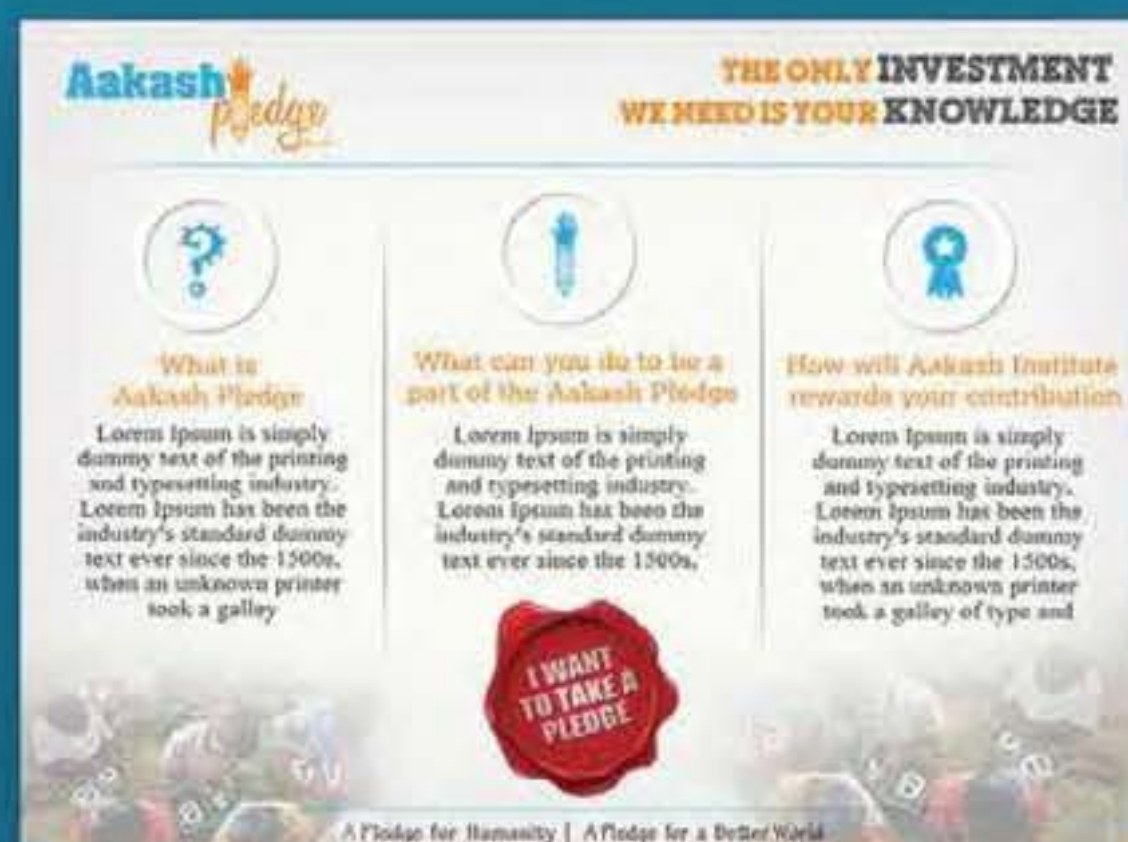 Aakash
pledge
THE ONLY INVESTMENT
WE NEED IS YOUR KNOWLEDGE
What is
Aakash Pledge
Lorem Ipsum is simply
dummy text of the printing
and typesetting industry.
Lorem Ipsum has been the
industry's standard dummy
text ever since the 1500s,
when an unknown printer
took a galley
What can you do to be a
part of the Aakash Pledge
Lorem Ipsum is simply
dummy text of the printing
and typesetting industry.
Lorem Ipsum has been the
industry's standard dummy
text ever since the 1500s,
How will Aakash Institute
rewards your contribution
Lorem Ipsum is simply
dummy text of the printing
and typesetting industry.
Lorem Ipsum has been the
industry's standard dummy
text ever since the 1500s,
when an unknown printer
took a galley of type and
I WANT
TO TAKE A
PLEDGE
A Pledge for Humanity | A Pledge for a Better World